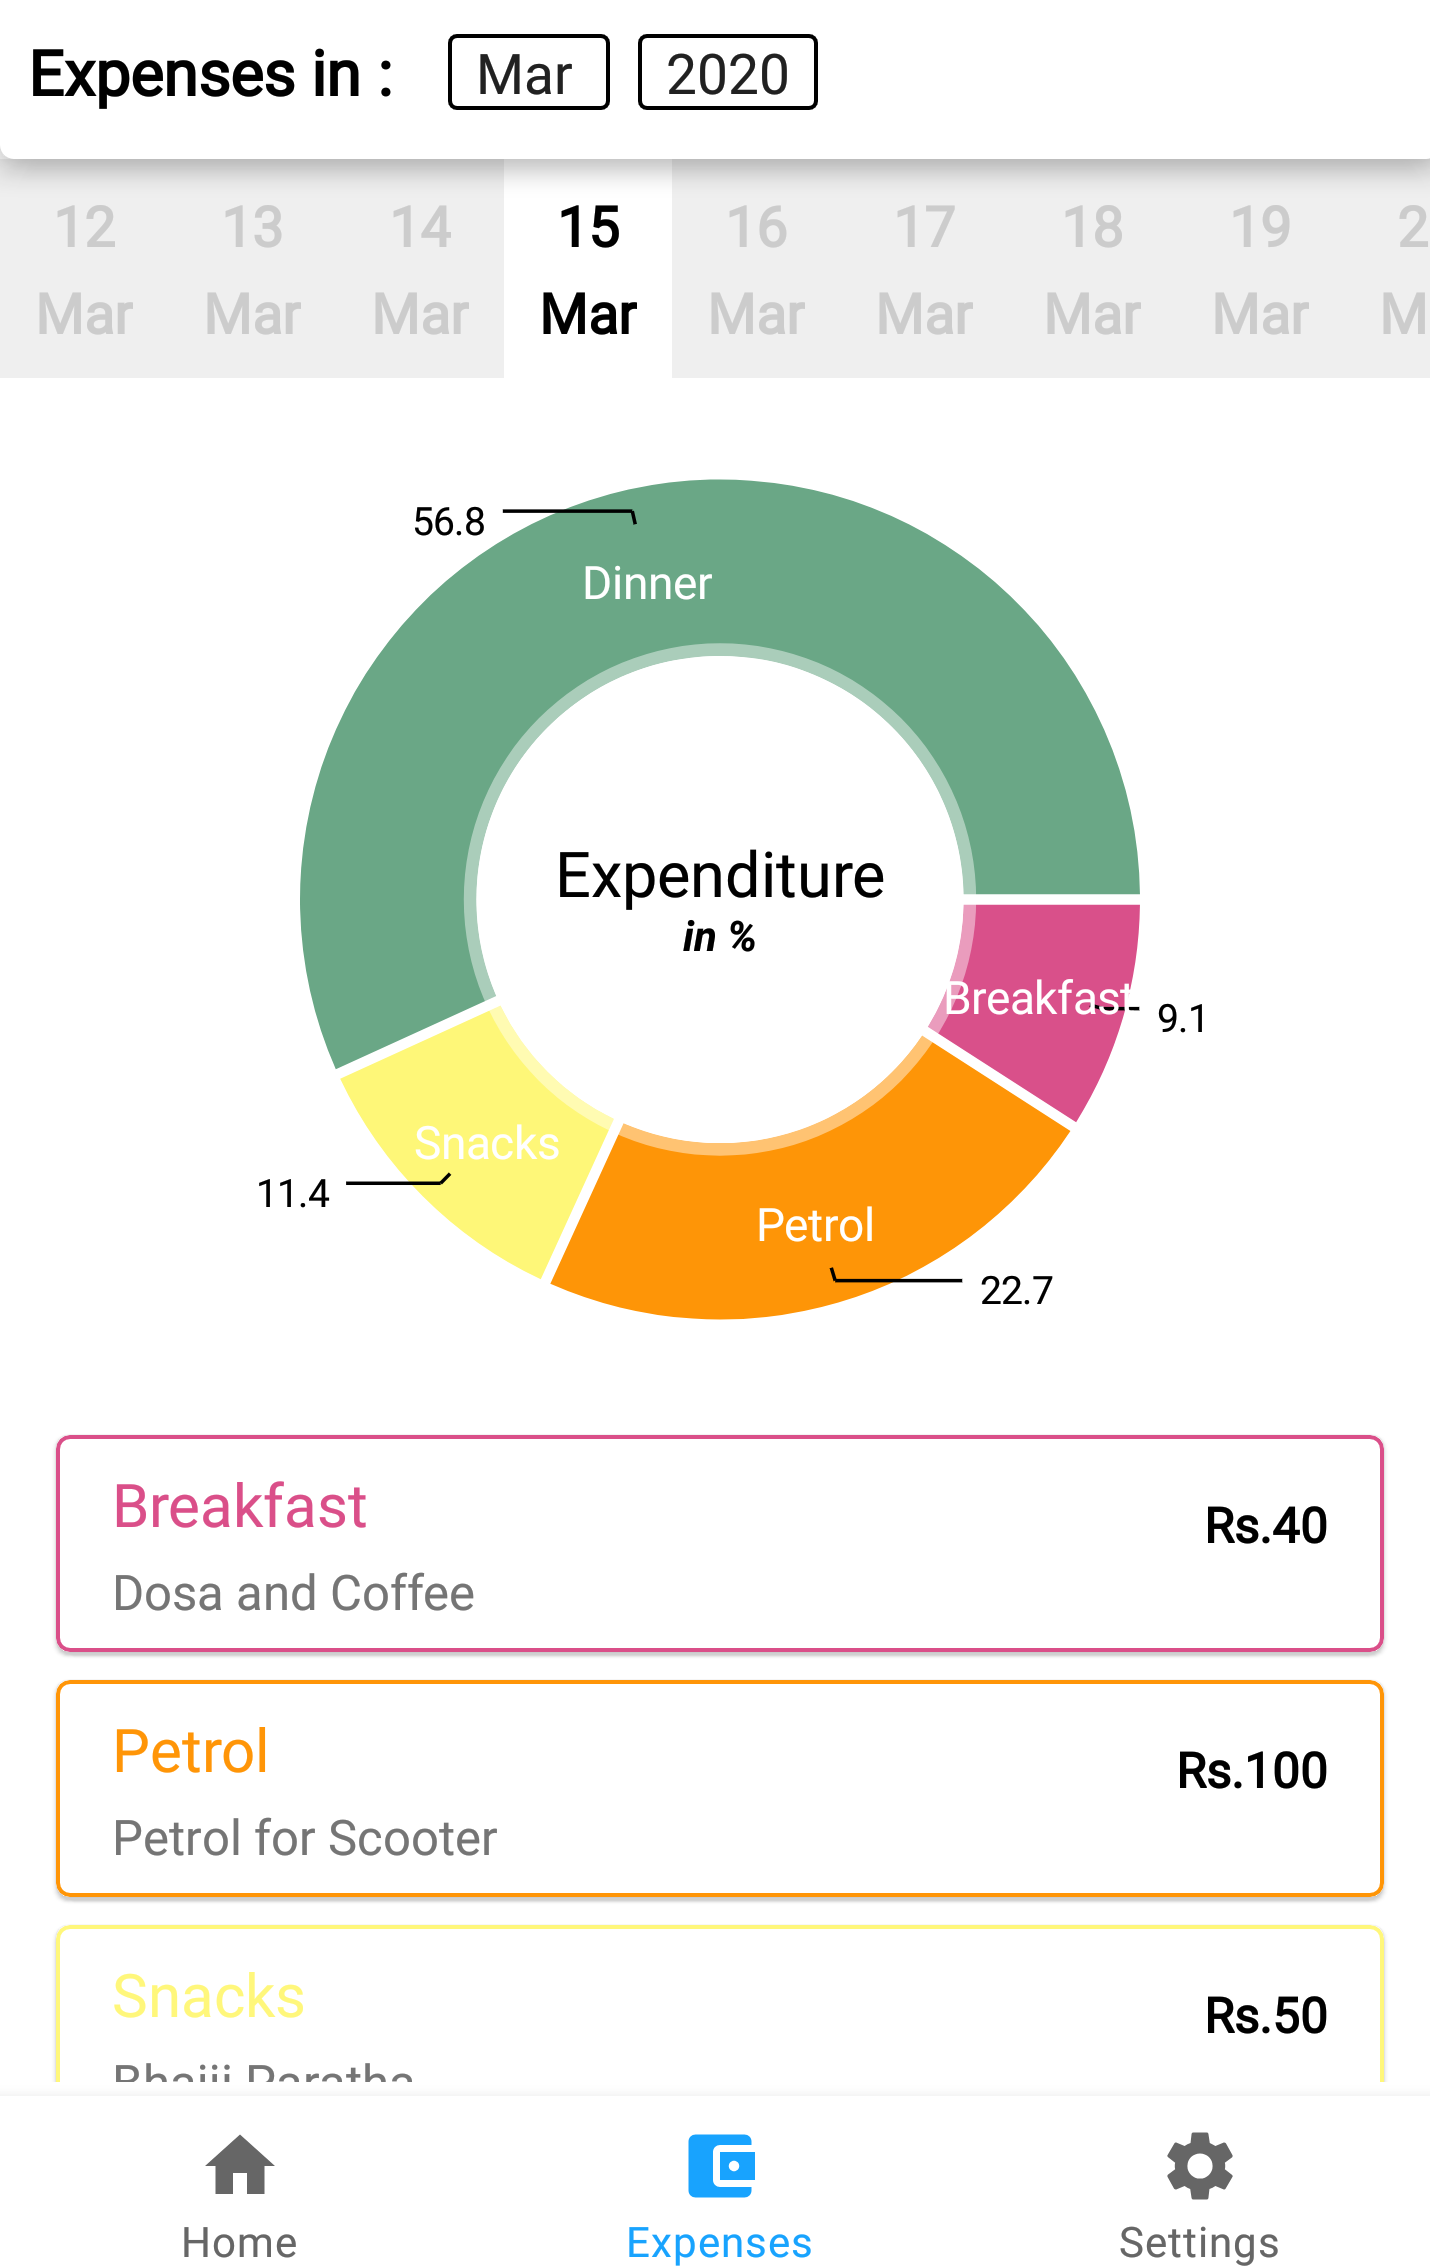 Expenses in : Mar 2020
12 13 14 15 16 17 18 19 2
Mar Mar Mar Mar Mar Mar Mar Mar M
56.8
Dinner
Expenditure
in %
Breakfast
9.1
Snacks
11.4
Petrol
22.7
Breakfast
Rs.40
Dosa and Coffee
Petrol
Rs.100
Petrol for Scooter
Snacks
Rs.50
Home Expenses Settings